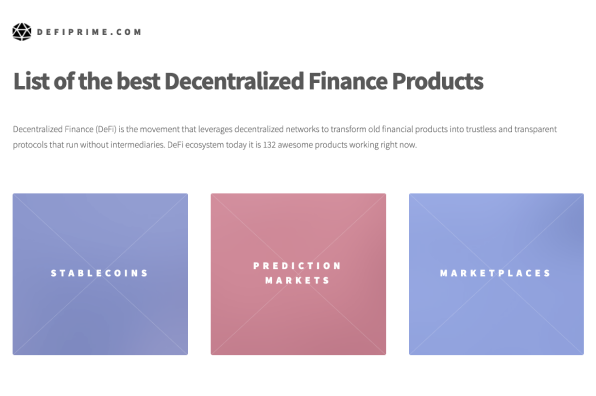 DEFIPRIME.COM
List of the best Decentralized Finance Products
Decentralized Finance (DeFi) is the movement that leverages decentralized networks to transform old financial products into trustless and transparent
protocols that run without intermediaries. DeFi ecosystem today it is 132 awesome products working right now.
STABLECOINS
PREDICTION
MARKETS
MARKETPLACES